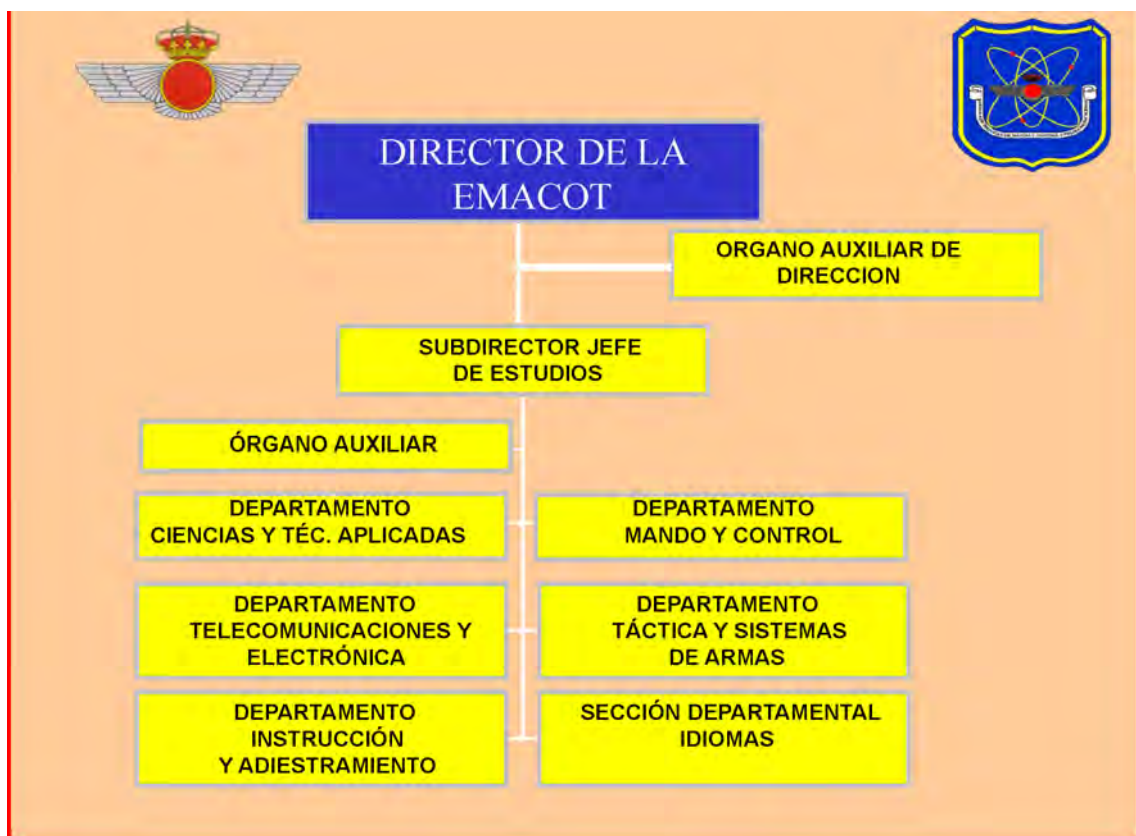 DIRECTOR DE LA
EMACOT
ORGANO AUXILIAR DE
DIRECCION
SUBDIRECTOR JEFE
DE ESTUDIOS
ÓRGANO AUXILIAR
DEPARTAMENTO
CIENCIAS Y TÉC. APLICADAS
DEPARTAMENTO
MANDO Y CONTROL
DEPARTAMENTO
TELECOMUNICACIONES Y
ELECTRÓNICA
DEPARTAMENTO
TÁCTICA Y SISTEMAS
DE ARMAS
DEPARTAMENTO
INSTRUCCIÓN
Y ADIESTRAMIENTO
SECCIÓN DEPARTAMENTAL
IDIOMAS